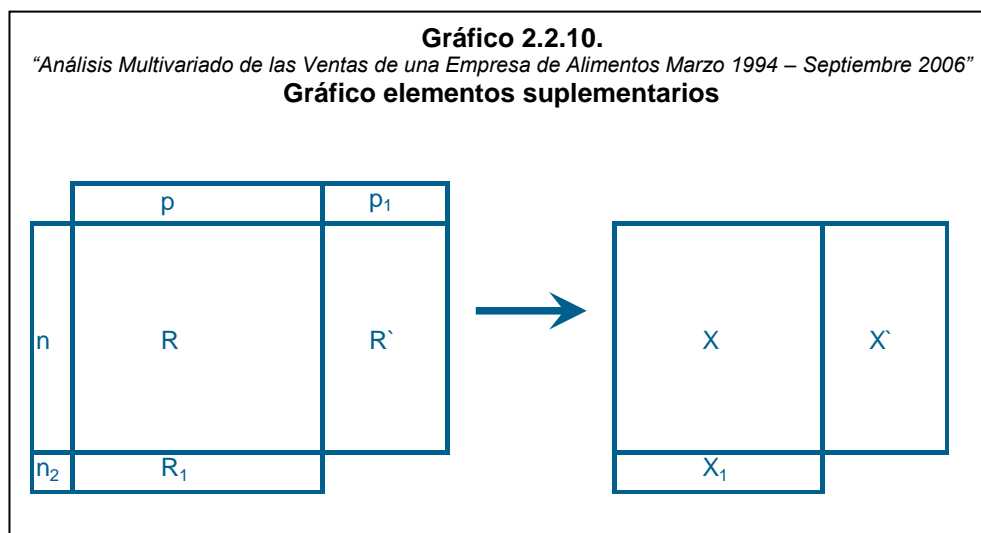 Gráfico 2.2.10.
“Análisis Multivariado de las Ventas de una Empresa de Alimentos Marzo 1994 – Septiembre 2006”
Gráfico elementos suplementarios
p p₁
n R R` X X`
n₂ R₁ X₁